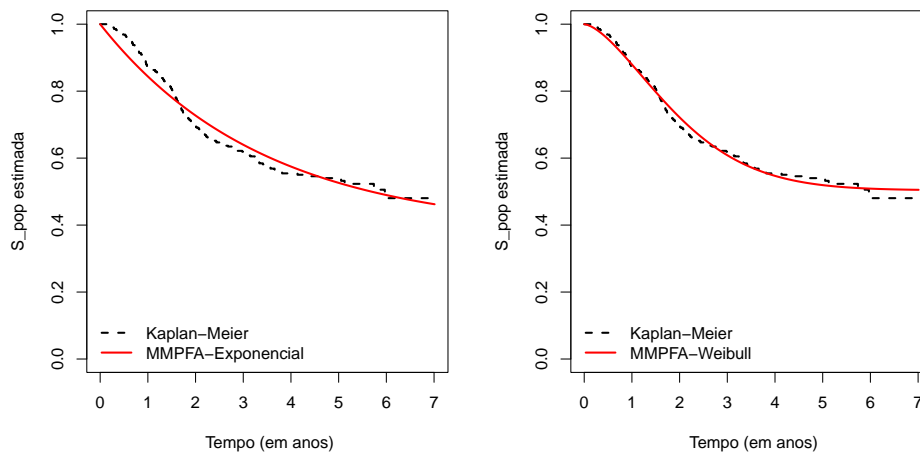 1.0
0.8
0.6
0.4
0.2
0.0
S_pop estimada
Kaplan−Meier
MMPFA−Exponencial
0 1 2 3 4 5 6 7
Tempo (em anos)
1.0
0.8
0.6
0.4
0.2
0.0
S_pop estimada
Kaplan−Meier
MMPFA−Weibull
0 1 2 3 4 5 6 7
Tempo (em anos)